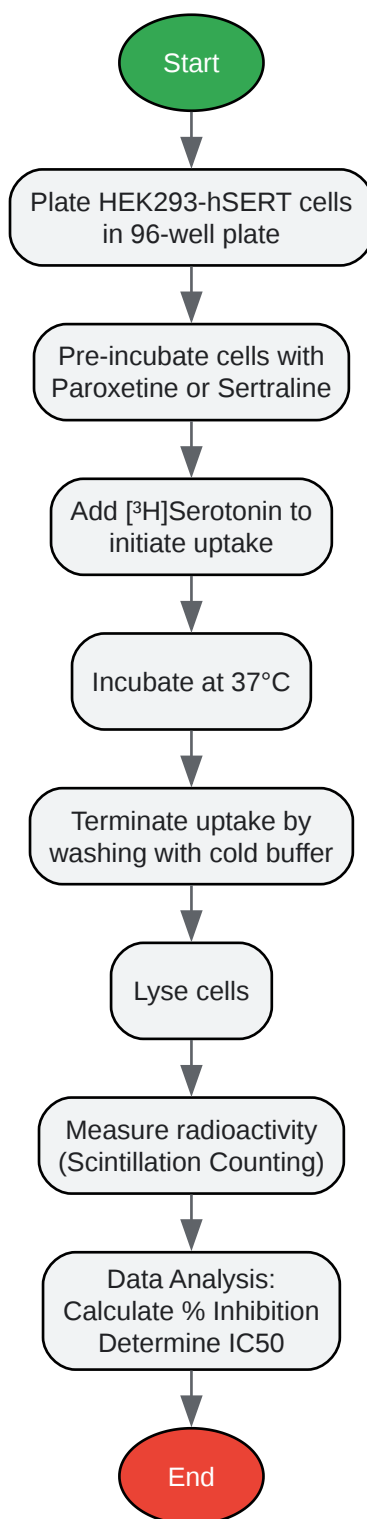 Start
Plate HEK293-hSERT cells
in 96-well plate
Pre-incubate cells with
Paroxetine or Sertraline
Add [³H]Serotonin to
initiate uptake
Incubate at 37°C
Terminate uptake by
washing with cold buffer
Lyse cells
Measure radioactivity
(Scintillation Counting)
Data Analysis:
Calculate % Inhibition
Determine IC50
End